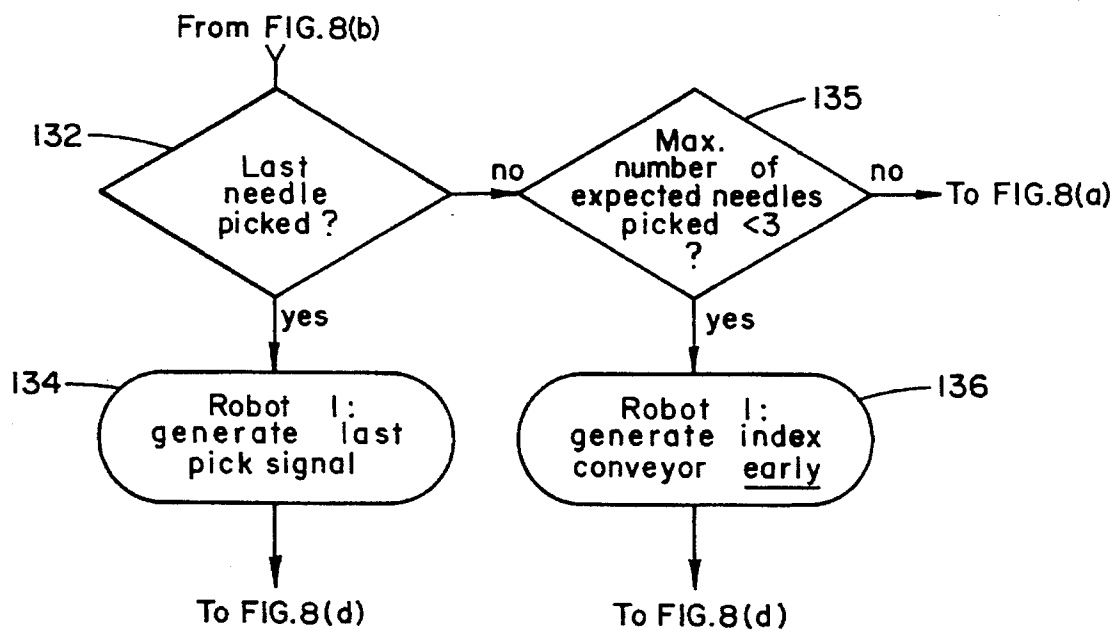 From FIG.8(b)
132
Last
needle
picked ?
no
135
Max.
number of
expected needles
picked <3
?
no
To FIG.8(a)
yes
yes
134
Robot 1:
generate last
pick signal
136
Robot 1:
generate index
conveyor early
To FIG.8(d)
To FIG.8(d)